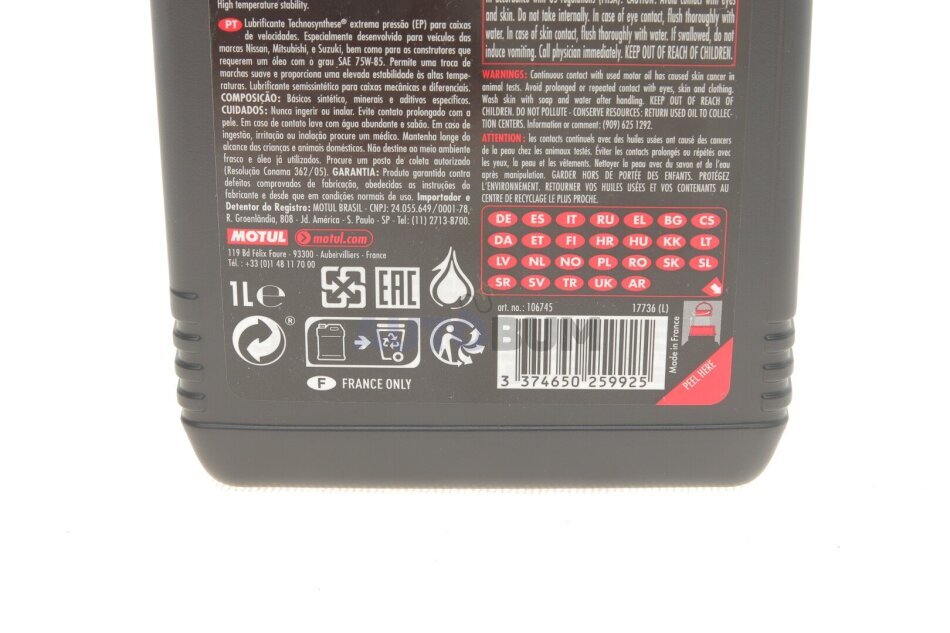 High temperature stability.
PT Lubrificante Technosynthese® extrema pressão (EP) para caixas
de velocidades. Especialmente desenvolvido para veículos das
marcas Nissan, Mitsubishi, e Suzuki, bem como para os construtores que
requerem um óleo com o grau SAE 75W-85. Permite uma troca de
marchas suave e proporciona uma elevada estabilidade às altas tempe-
raturas. Lubrificante semissintético para caixas mecânicas e diferenciais.
COMPOSIÇÃO: Básicos sintético, minerais e aditivos específicos.
CUIDADOS: Nunca ingerir ou inalar. Evite contato prolongado com a
pele. Em caso de contato lave com água abundante e sabão. Em caso de
ingestão, irritação ou inalação procure um médico. Mantenha longe do
alcance das crianças e animais domésticos. Não destine ao meio ambiente
frasco e óleo já utilizados. Procure um posto de coleta autorizado
(Resolução Conama 362/05). GARANTIA: Produto garantido contra
defeitos comprovados de fabricação, obedecidas as instruções do
fabricante e desde que em condições normais de uso. Importador e
Detentor do Registro: MOTUL BRASIL - CNPJ: 24.055.649/0001-78,
R. Groenlândia, 808 - Jd. América - S. Paulo - SP - Tel: (11) 2713-8700.
MOTUL motul.com
119 Bd Félix Faure - 93300 - Aubervilliers - France
Tél. : +33 (0)1 48 11 70 00
1L℮
EAC
®
F FRANCE ONLY
in accordance with US regulations (FHSA). CAUTION: Avoid contact with eyes
and skin. Do not take internally. In case of eye contact, flush thoroughly with
water. In case of skin contact, flush thoroughly with water. If swallowed, do not
induce vomiting. Call physician immediately. KEEP OUT OF REACH OF CHILDREN.
WARNINGS: Continuous contact with used motor oil has caused skin cancer in
animal tests. Avoid prolonged or repeated contact with eyes, skin and clothing.
Wash skin with soap and water after handling. KEEP OUT OF REACH OF
CHILDREN. DO NOT POLLUTE - CONSERVE RESOURCES: RETURN USED OIL TO COLLEC-
TION CENTERS. Information or comment: (909) 625 1292.
ATTENTION: les contacts continuels avec des huiles usées ont causé des cancers
de la peau chez les animaux testés. Eviter les contacts prolongés ou répétés avec
les yeux, la peau et les vêtements. Nettoyer la peau avec du savon et de l'eau
après manipulation. GARDER HORS DE PORTÉE DES ENFANTS. PROTÉGEZ
L'ENVIRONNEMENT. RETOURNER VOS HUILES USÉES ET VOS CONTENANTS AU
CENTRE DE RECYCLAGE LE PLUS PROCHE.
DE ES IT RU EL BG CS
DA ET FI HR HU KK LT
LV NL NO PL RO SK SL
SR SV TR UK AR
art. no.: 106745 17736 (L)
3 374650 259925
Made in France
PEEL HERE
AUTOBUM